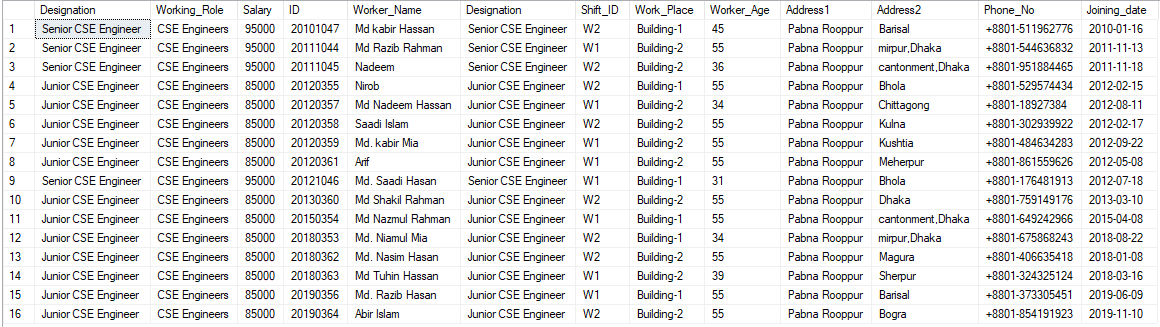 Designation Working_Role Salary ID Worker_Name Designation Shift_ID Work_Place Worker_Age Address1 Address2 Phone_No Joining_date
1 Senior CSE Engineer CSE Engineers 95000 20101047 Md kabir Hassan Senior CSE Engineer W2 Building-1 45 Pabna Rooppur Barisal +8801-511962776 2010-01-16
2 Senior CSE Engineer CSE Engineers 95000 20111044 Md Razib Rahman Senior CSE Engineer W1 Building-2 55 Pabna Rooppur mirpur,Dhaka +8801-544636832 2011-11-13
3 Senior CSE Engineer CSE Engineers 95000 20111045 Nadeem Senior CSE Engineer W2 Building-2 36 Pabna Rooppur cantonment,Dhaka +8801-951884465 2011-11-18
4 Junior CSE Engineer CSE Engineers 85000 20120355 Nirob Junior CSE Engineer W2 Building-1 55 Pabna Rooppur Bhola +8801-529574434 2012-02-15
5 Junior CSE Engineer CSE Engineers 85000 20120357 Md Nadeem Hassan Junior CSE Engineer W1 Building-2 34 Pabna Rooppur Chittagong +8801-18927384 2012-08-11
6 Junior CSE Engineer CSE Engineers 85000 20120358 Saadi Islam Junior CSE Engineer W2 Building-2 55 Pabna Rooppur Kulna +8801-302939922 2012-02-17
7 Junior CSE Engineer CSE Engineers 85000 20120359 Md. kabir Mia Junior CSE Engineer W1 Building-2 55 Pabna Rooppur Kushtia +8801-484634283 2012-09-22
8 Junior CSE Engineer CSE Engineers 85000 20120361 Arif Junior CSE Engineer W1 Building-2 55 Pabna Rooppur Meherpur +8801-861559626 2012-05-08
9 Senior CSE Engineer CSE Engineers 95000 20121046 Md. Saadi Hasan Senior CSE Engineer W1 Building-1 31 Pabna Rooppur Bhola +8801-176481913 2012-07-18
10 Junior CSE Engineer CSE Engineers 85000 20130360 Md Shakil Rahman Junior CSE Engineer W2 Building-2 55 Pabna Rooppur Dhaka +8801-759149176 2013-03-10
11 Junior CSE Engineer CSE Engineers 85000 20150354 Md Nazmul Rahman Junior CSE Engineer W1 Building-1 55 Pabna Rooppur cantonment,Dhaka +8801-649242966 2015-04-08
12 Junior CSE Engineer CSE Engineers 85000 20180353 Md. Niamul Mia Junior CSE Engineer W2 Building-1 34 Pabna Rooppur mirpur,Dhaka +8801-675868243 2018-08-22
13 Junior CSE Engineer CSE Engineers 85000 20180362 Md. Nasim Hasan Junior CSE Engineer W2 Building-2 55 Pabna Rooppur Magura +8801-406635418 2018-01-08
14 Junior CSE Engineer CSE Engineers 85000 20180363 Md Tuhin Hassan Junior CSE Engineer W1 Building-2 39 Pabna Rooppur Sherpur +8801-324325124 2018-03-16
15 Junior CSE Engineer CSE Engineers 85000 20190356 Md. Razib Hasan Junior CSE Engineer W1 Building-1 55 Pabna Rooppur Barisal +8801-373305451 2019-06-09
16 Junior CSE Engineer CSE Engineers 85000 20190364 Abir Islam Junior CSE Engineer W2 Building-2 55 Pabna Rooppur Bogra +8801-854191923 2019-11-10